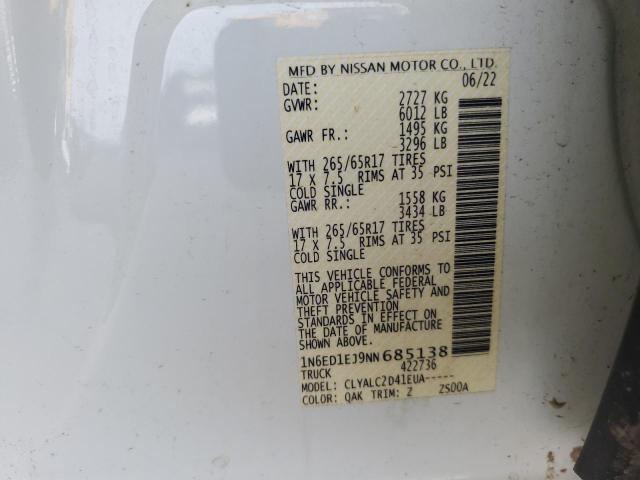 MFD BY NISSAN MOTOR CO., LTD.
DATE: 06/22
GVWR: 2727 KG
6012 LB
GAWR FR.: 1495 KG
3296 LB
WITH 265/65R17 TIRES
17 X 7.5 RIMS AT 35 PSI
COLD SINGLE
GAWR RR.: 1558 KG
3434 LB
WITH 265/65R17 TIRES
17 X 7.5 RIMS AT 35 PSI
COLD SINGLE
THIS VEHICLE CONFORMS TO
ALL APPLICABLE FEDERAL
MOTOR VEHICLE SAFETY AND
THEFT PREVENTION
STANDARDS IN EFFECT ON
THE DATE OF MANUFACTURE
SHOWN ABOVE.
1N6ED1EJ9NN685138
TRUCK 422736
MODEL: CLYALC2D41EUA-----
COLOR: QAK TRIM: Z ZS00A